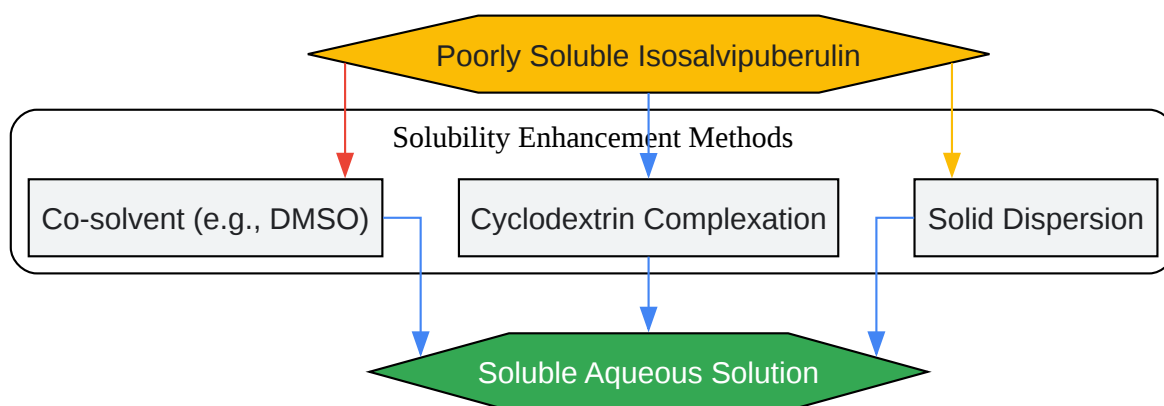 Poorly Soluble Isosalvipuberulin
Solubility Enhancement Methods
Co-solvent (e.g., DMSO)
Cyclodextrin Complexation
Solid Dispersion
Soluble Aqueous Solution